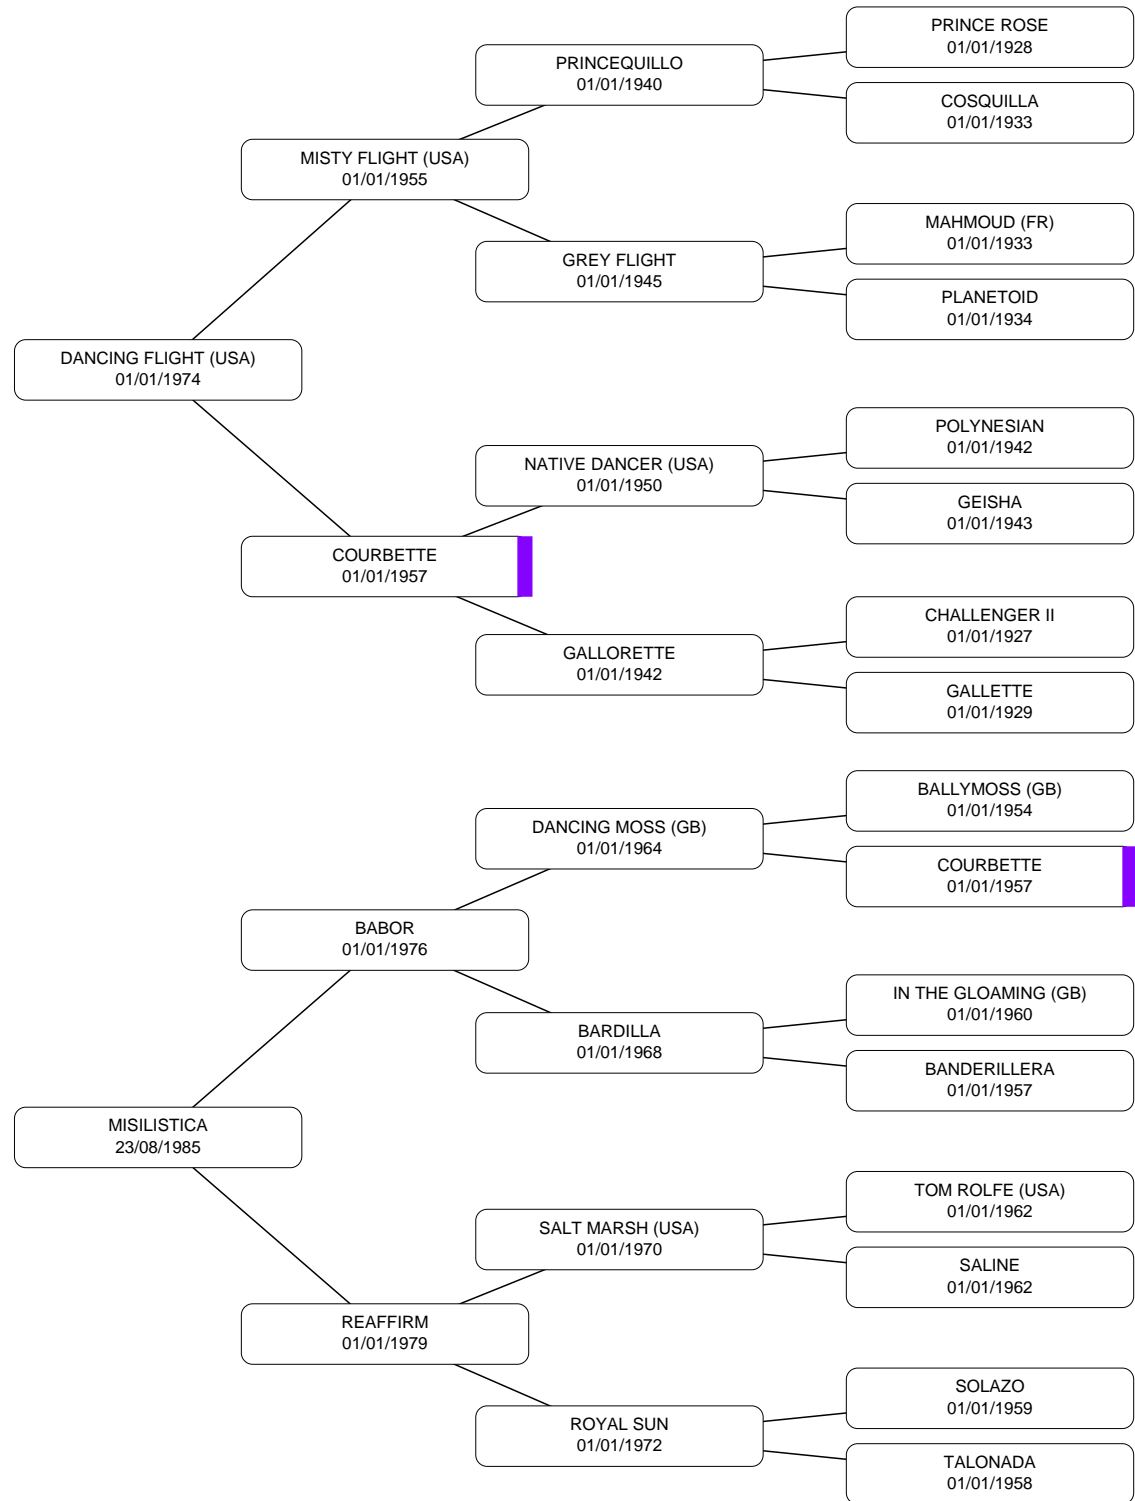 PRINCE ROSE
01/01/1928
PRINCEQUILLO
01/01/1940
COSQUILLA
01/01/1933
MISTY FLIGHT (USA)
01/01/1955
MAHMOUD (FR)
01/01/1933
GREY FLIGHT
01/01/1945
PLANETOID
01/01/1934
DANCING FLIGHT (USA)
01/01/1974
POLYNESIAN
01/01/1942
NATIVE DANCER (USA)
01/01/1950
GEISHA
01/01/1943
COURBETTE
01/01/1957
CHALLENGER II
01/01/1927
GALLORETTE
01/01/1942
GALLETTE
01/01/1929
BALLYMOSS (GB)
01/01/1954
DANCING MOSS (GB)
01/01/1964
COURBETTE
01/01/1957
BABOR
01/01/1976
IN THE GLOAMING (GB)
01/01/1960
BARDILLA
01/01/1968
BANDERILLERA
01/01/1957
MISILISTICA
23/08/1985
TOM ROLFE (USA)
01/01/1962
SALT MARSH (USA)
01/01/1970
SALINE
01/01/1962
REAFFIRM
01/01/1979
SOLAZO
01/01/1959
ROYAL SUN
01/01/1972
TALONADA
01/01/1958